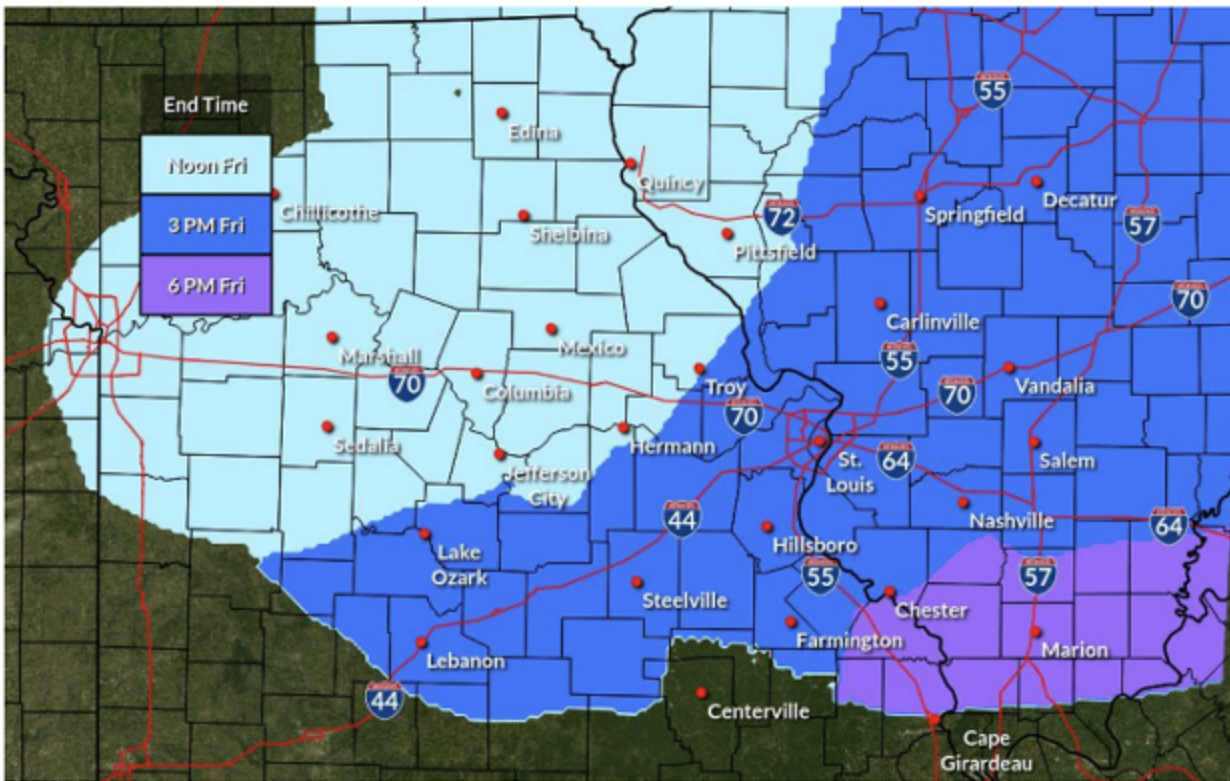 End Time
Noon Fri
3 PM Fri
6 PM Fri
55
Edina
Quincy
Chillicothe
Springfield
Decatur
72
57
Shelbina
Pittsfield
70
Carlinville
Marshall
Mexico
55
70
Columbia
Troy
70
Vandalia
70
Sedalia
Hermann
Jefferson
City
St.
Louis
64
Salem
44
Nashville
64
Lake
Ozark
Hillsboro
55
57
Steelville
Chester
Farmington
Marion
Lebanon
44
Centerville
Cape
Girardeau